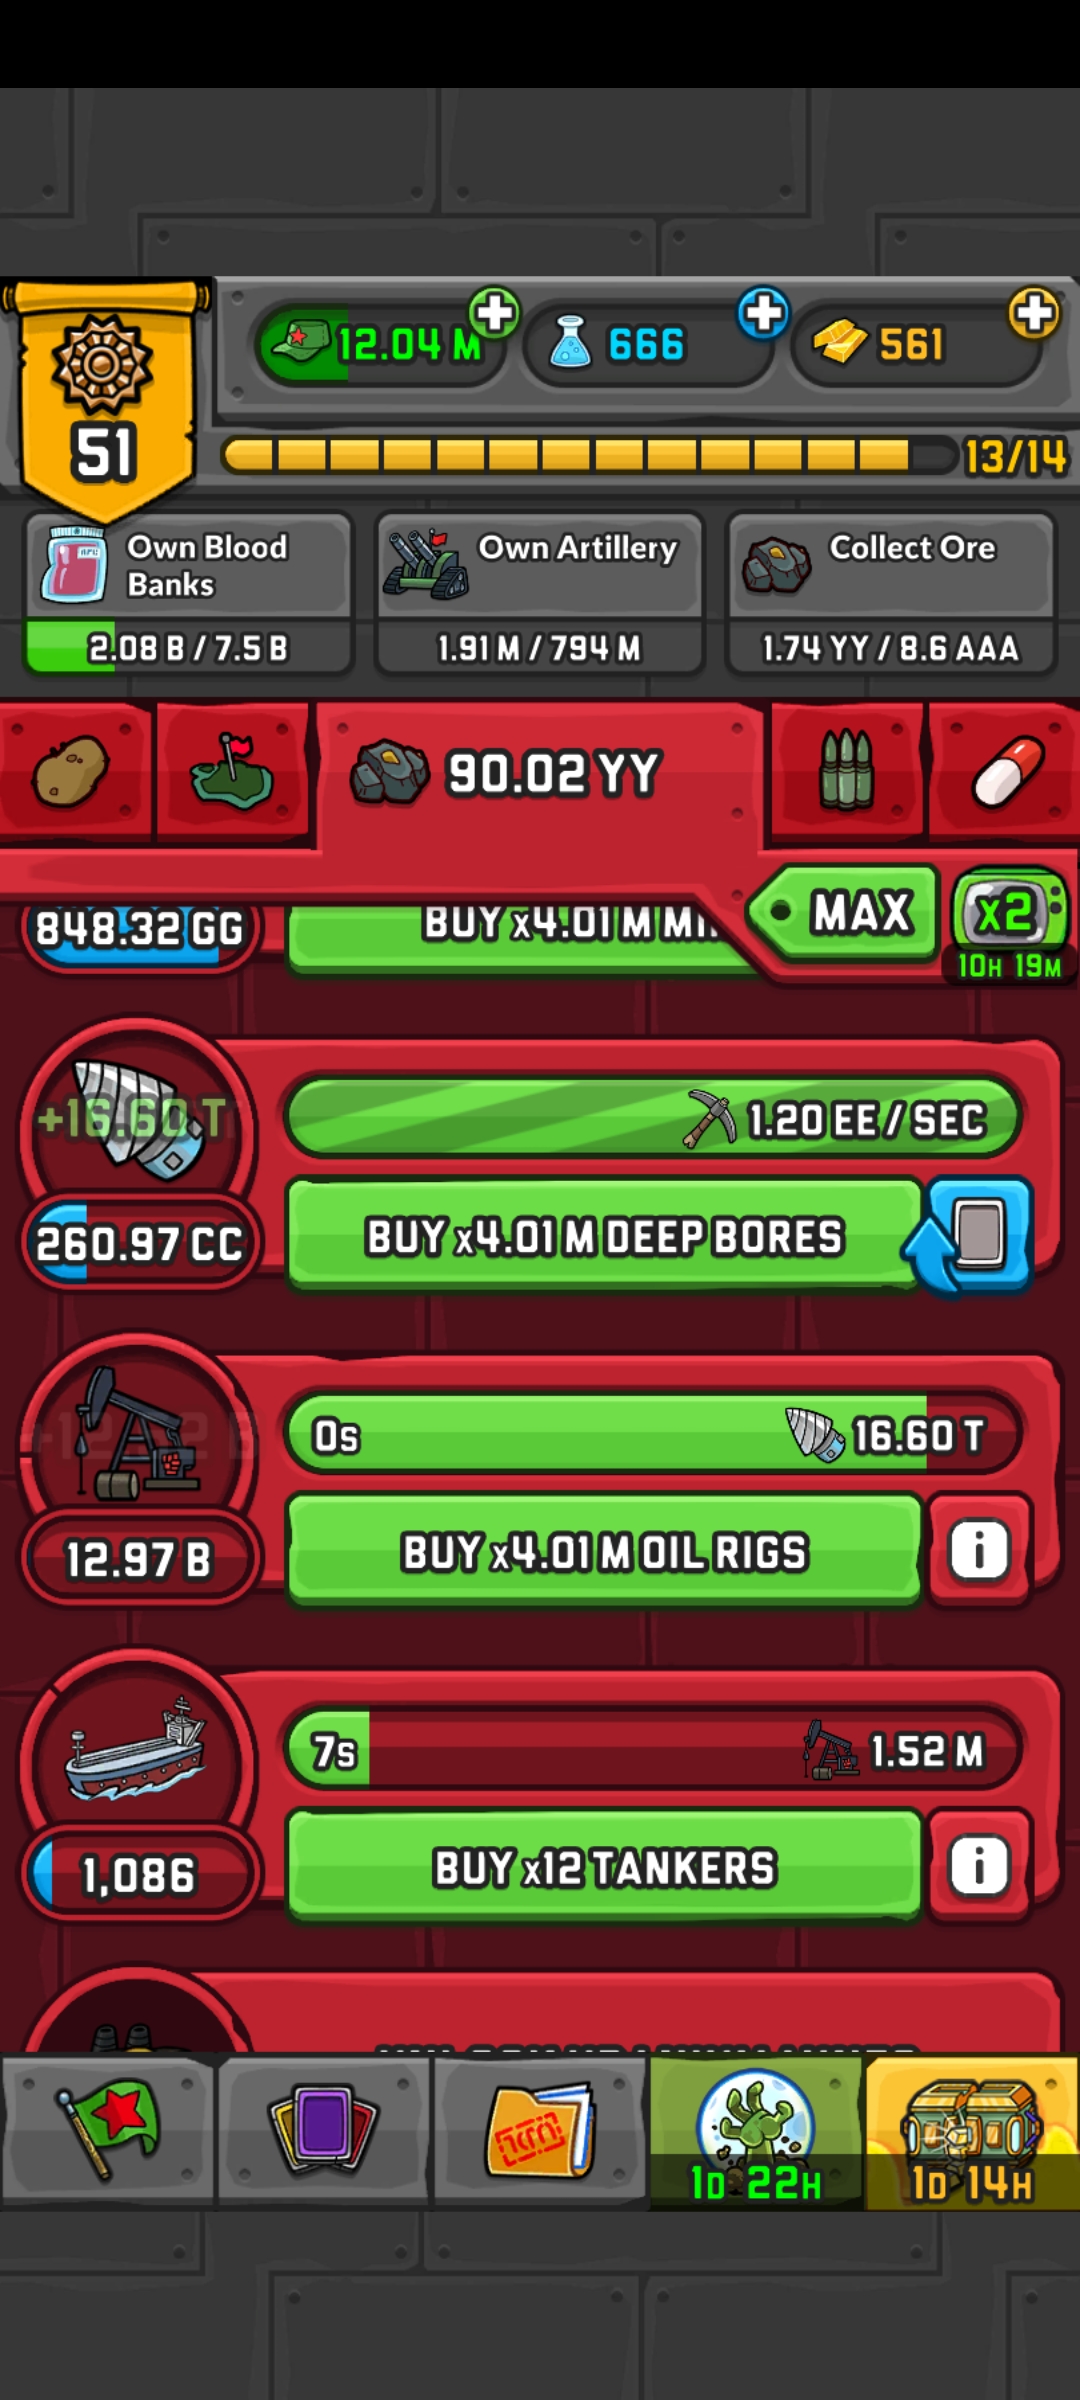 12.04 M
666
561
51
13/14
Own Blood
Banks
2.08 B / 7.5 B
Own Artillery
1.91 M / 794 M
Collect Ore
1.74 YY / 8.6 AAA
90.02 YY
848.32 GG
BUY x4.01 M
MAX
x2
10H 19M
+16.60 T
1.20 EE / SEC
260.97 CC
BUY x4.01 M DEEP BORES
0s
16.60 T
12.97 B
BUY x4.01 M OIL RIGS
i
7s
1.52 M
1,086
BUY x12 TANKERS
i
1D 22H
1D 14H